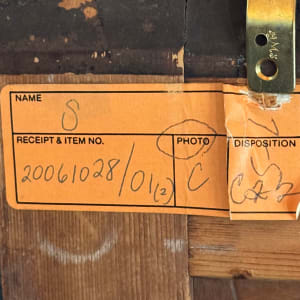 NAME
S
RECEIPT & ITEM NO.
PHOTO
DISPOSITION
20061028/01(2)
C